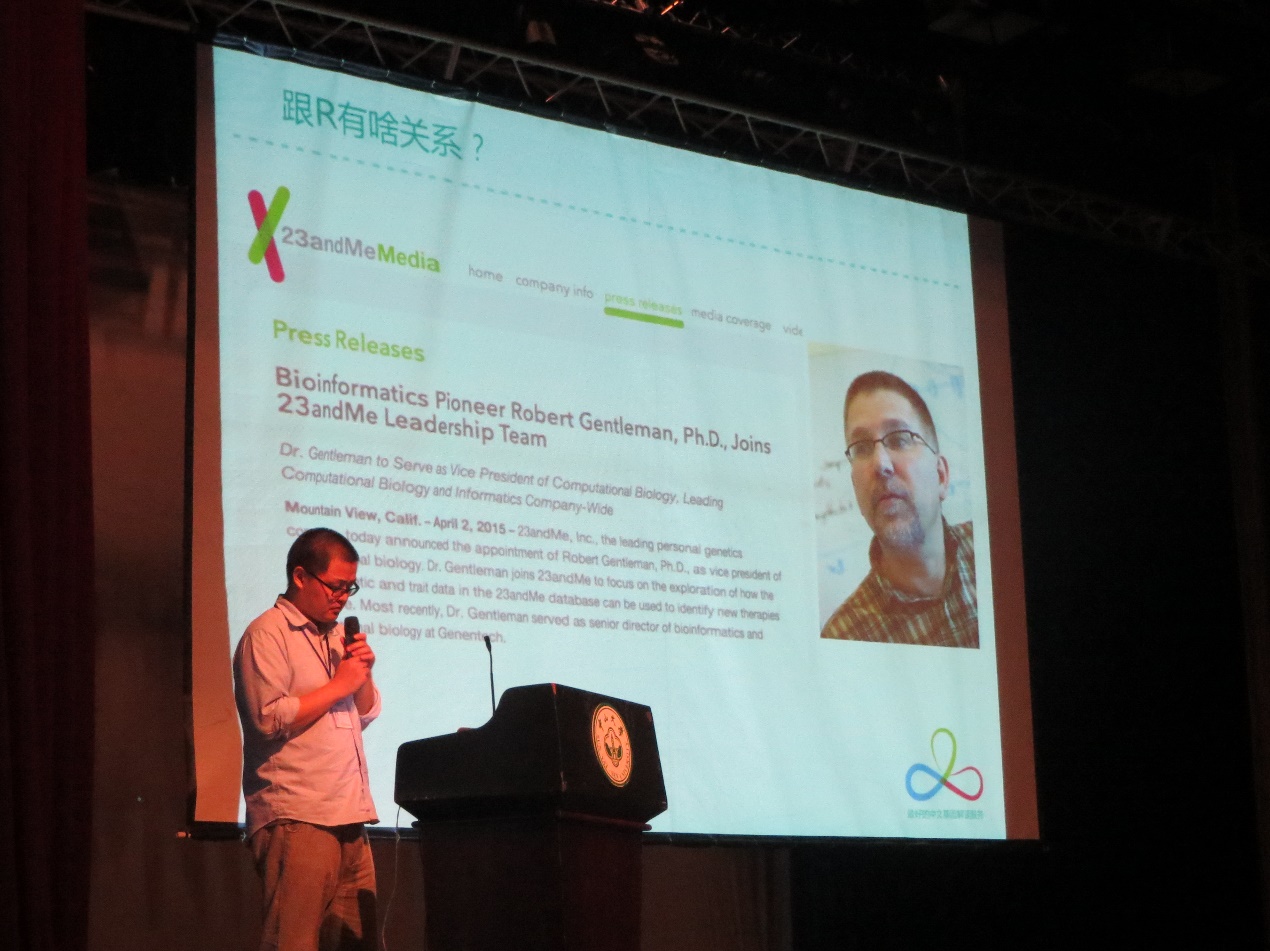 跟R有啥关系？
23andMeMedia
home company info press releases media coverage vide
Press Releases
Bioinformatics Pioneer Robert Gentleman, Ph.D., Joins
23andMe Leadership Team
Dr. Gentleman to Serve as Vice President of Computational Biology, Leading
Computational Biology and Informatics Company-Wide
Mountain View, Calif. – April 2, 2015 – 23andMe, Inc., the leading personal genetics
today announced the appointment of Robert Gentleman, Ph.D., as vice president of
al biology. Dr. Gentleman joins 23andMe to focus on the exploration of how the
tic and trait data in the 23andMe database can be used to identify new therapies
Most recently, Dr. Gentleman served as senior director of bioinformatics and
al biology at Genentech.